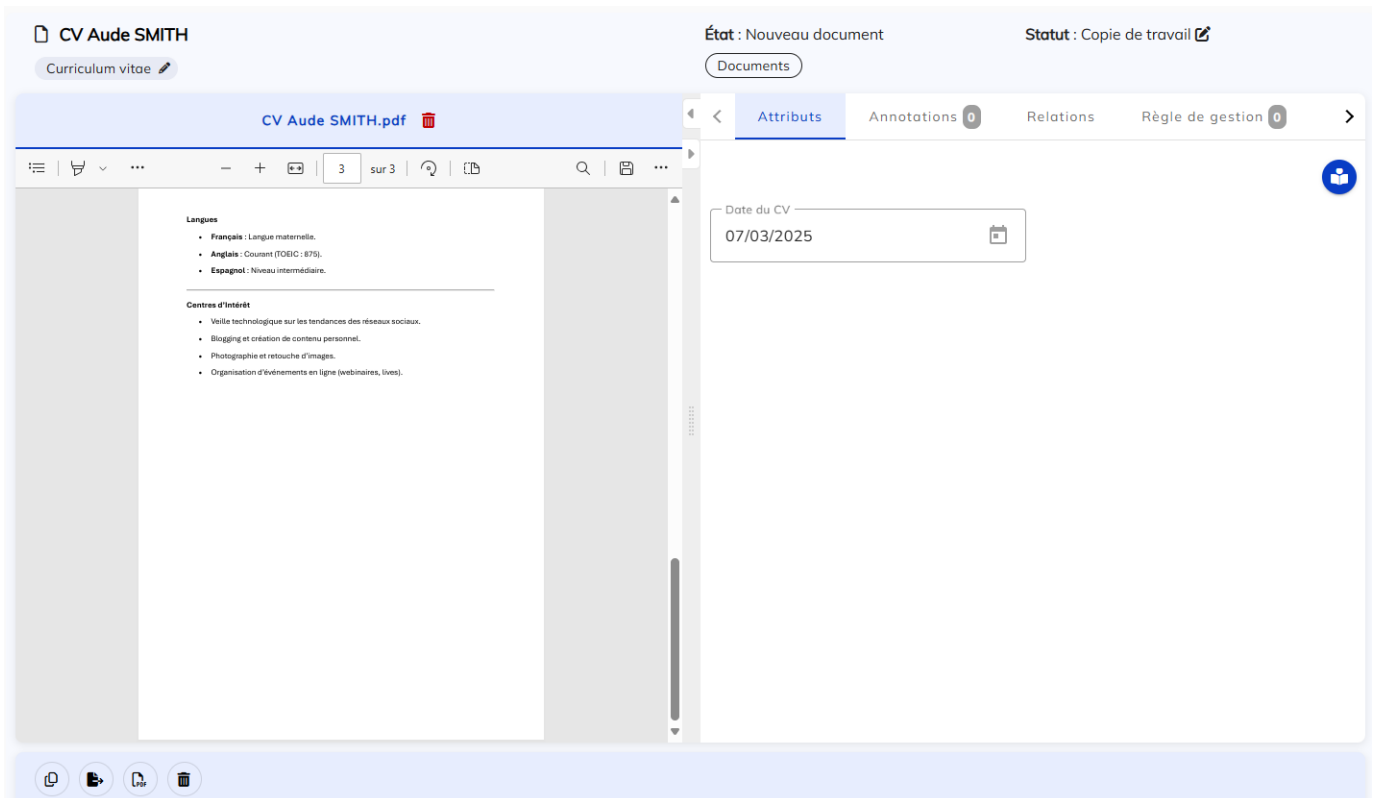 CV Aude SMITH
Curriculum vitae
État : Nouveau document
Statut : Copie de travail
Documents
CV Aude SMITH.pdf
3 sur 3
Langues
• Français : Langue maternelle.
• Anglais : Courant (TOEIC : 875).
• Espagnol : Niveau intermédiaire.
Centres d'Intérêt
• Veille technologique sur les tendances des réseaux sociaux.
• Blogging et création de contenu personnel.
• Photographie et retouche d'images.
• Organisation d'événements en ligne (webinaires, lives).
Attributs
Annotations 0
Relations
Règle de gestion 0
Date du CV
07/03/2025
PDF